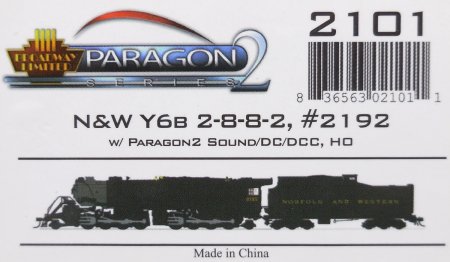 2101
BROADWAY
LIMITED
PARAGON 2
SERIES
8 36563 02101 1
N&W Y6B 2-8-8-2, #2192
W/ PARAGON2 SOUND/DC/DCC, HO
NORFOLK AND WESTERN
Made in China